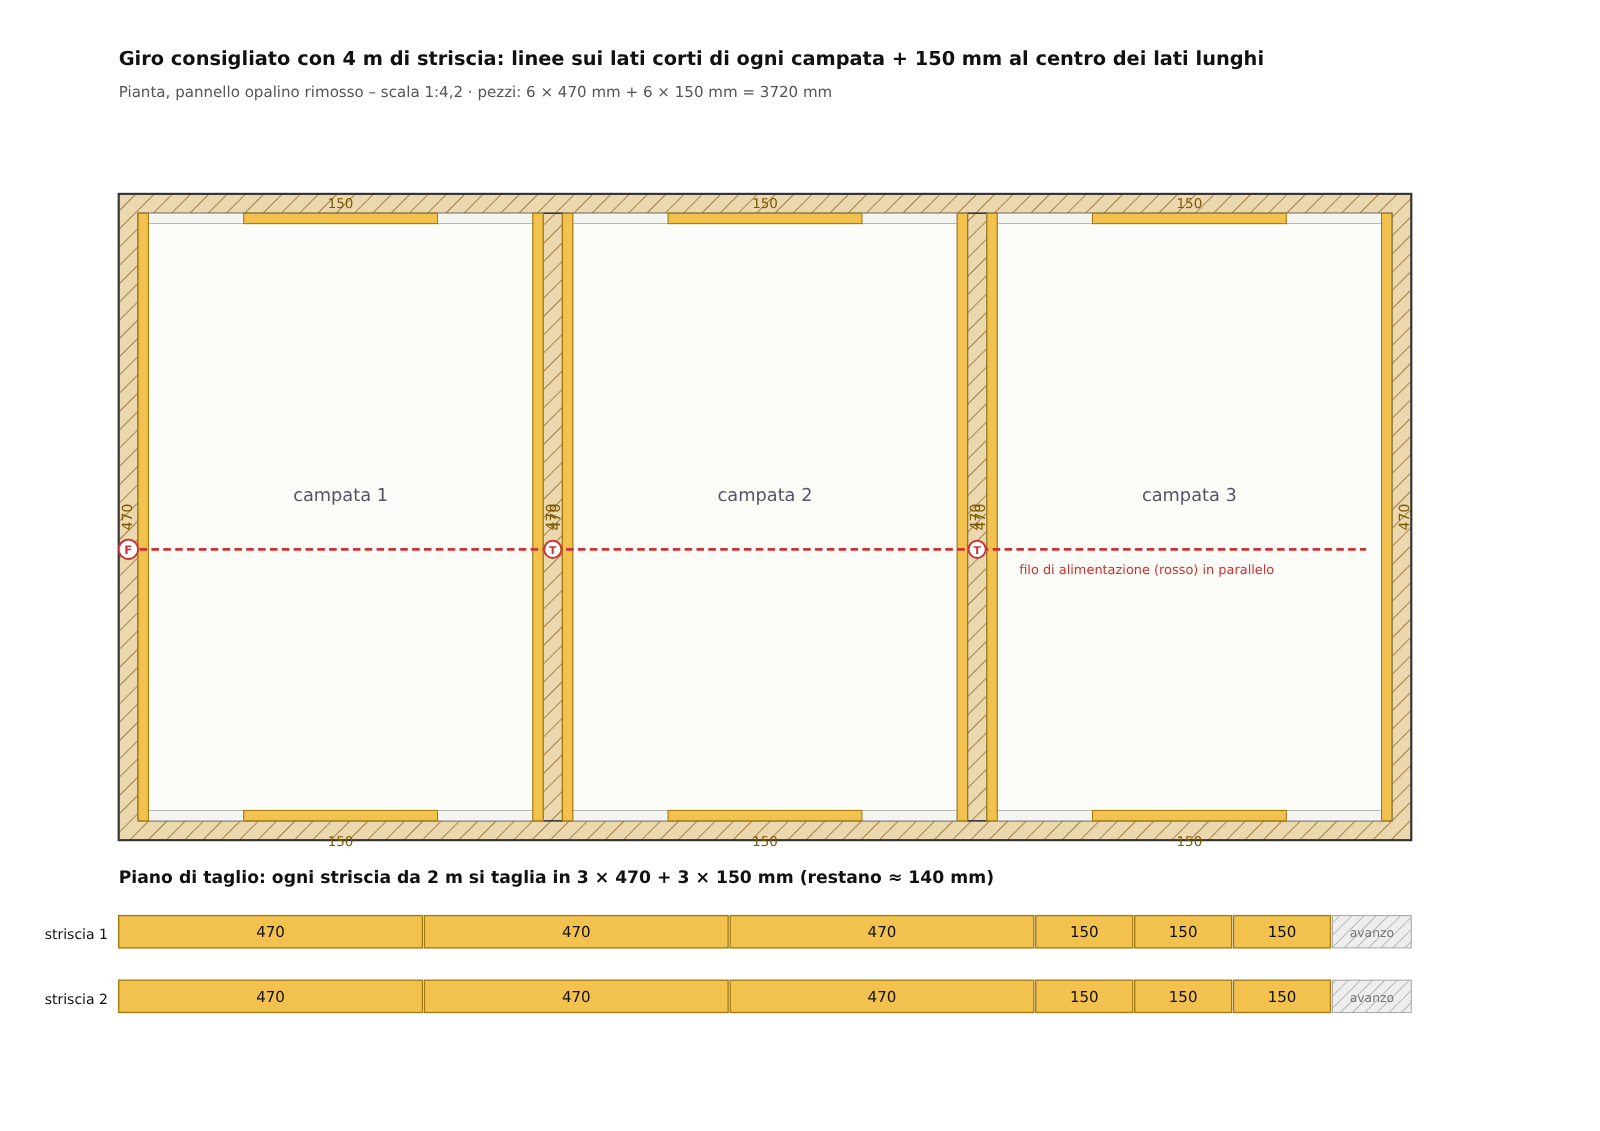 Giro consigliato con 4 m di striscia: linee sui lati corti di ogni campata + 150 mm al centro dei lati lunghi
Pianta, pannello opalino rimosso – scala 1:4,2 · pezzi: 6 × 470 mm + 6 × 150 mm = 3720 mm
150 150 150
campata 1 campata 2 campata 3
470 470 470 470 470 470
F T T
filo di alimentazione (rosso) in parallelo
150 150 150
Piano di taglio: ogni striscia da 2 m si taglia in 3 × 470 + 3 × 150 mm (restano ≈ 140 mm)
striscia 1 470 470 470 150 150 150 avanzo
striscia 2 470 470 470 150 150 150 avanzo